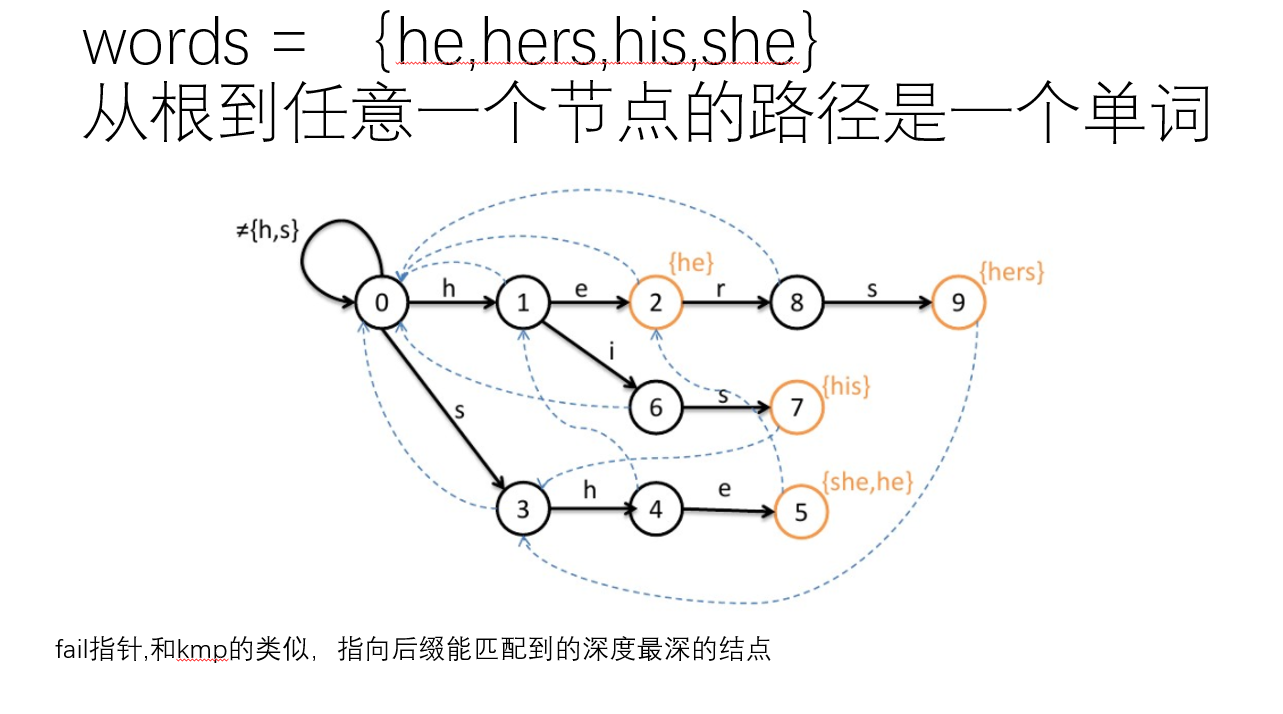 words = {he,hers,his,she}
从根到任意一个节点的路径是一个单词
≠{h,s}
{he}
{hers}
0 h 1 e 2 r 8 s 9
i
{his}
s
6 s 7
{she,he}
3 h 4 e 5
fail指针,和kmp的类似，指向后缀能匹配到的深度最深的结点